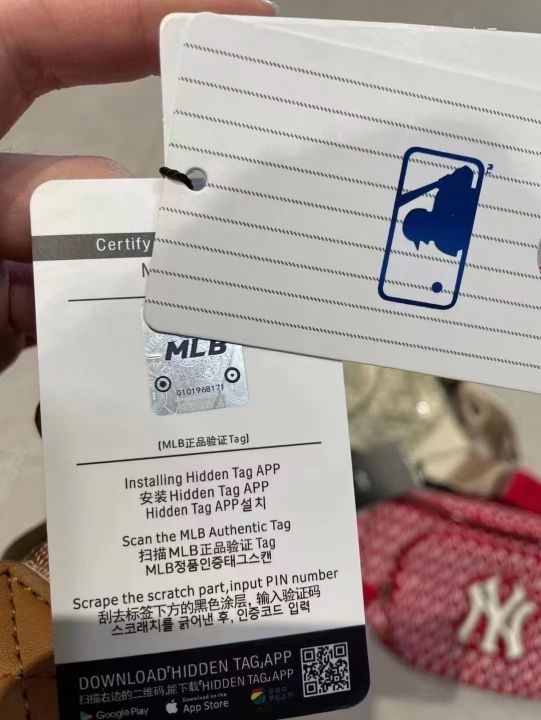 TM
Certify
MLB
0101968171
[MLB正品验证Tag]
Installing Hidden Tag APP
安装Hidden Tag APP
Hidden Tag APP설치
Scan the MLB Authentic Tag
扫描MLB正品验证Tag
MLB정품인증태그스캔
Scrape the scratch part,input PIN number
刮去标签下方的黑色涂层，输入验证码
스크래치를 긁어낸 후, 인증코드 입력
DOWNLOAD「HIDDEN TAG」APP
扫描右边的二维码,能下载「HIDDEN TAG」APP
Google Play
Download on the
App Store
NY